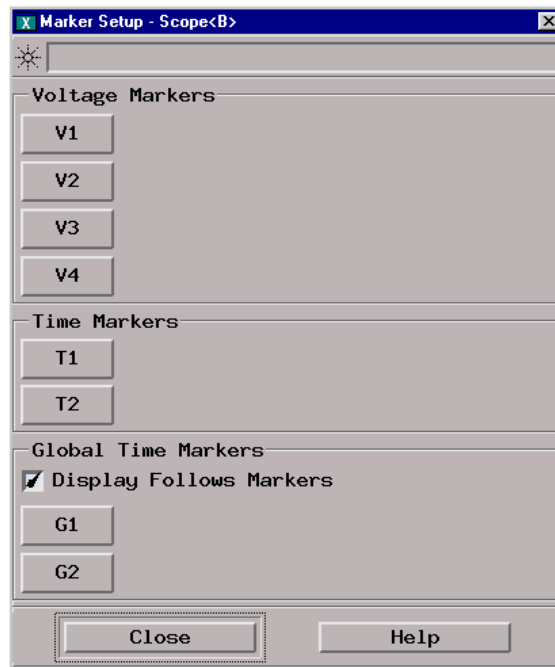 Marker Setup - Scope<B>
Voltage Markers
V1
V2
V3
V4
Time Markers
T1
T2
Global Time Markers
Display Follows Markers
G1
G2
Close Help